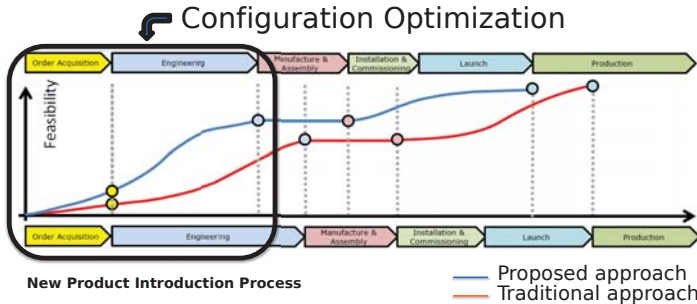 Configuration Optimization
Order Acquisition
Engineering
Minufacture &
Assembly
Installation &
Commissioning
Launch
Production
Feasibility
Order Acquisition
Engineering
Manufacture &
Assembly
Installation &
Commissioning
Launch
Production
New Product Introduction Process
Proposed approach
Traditional approach